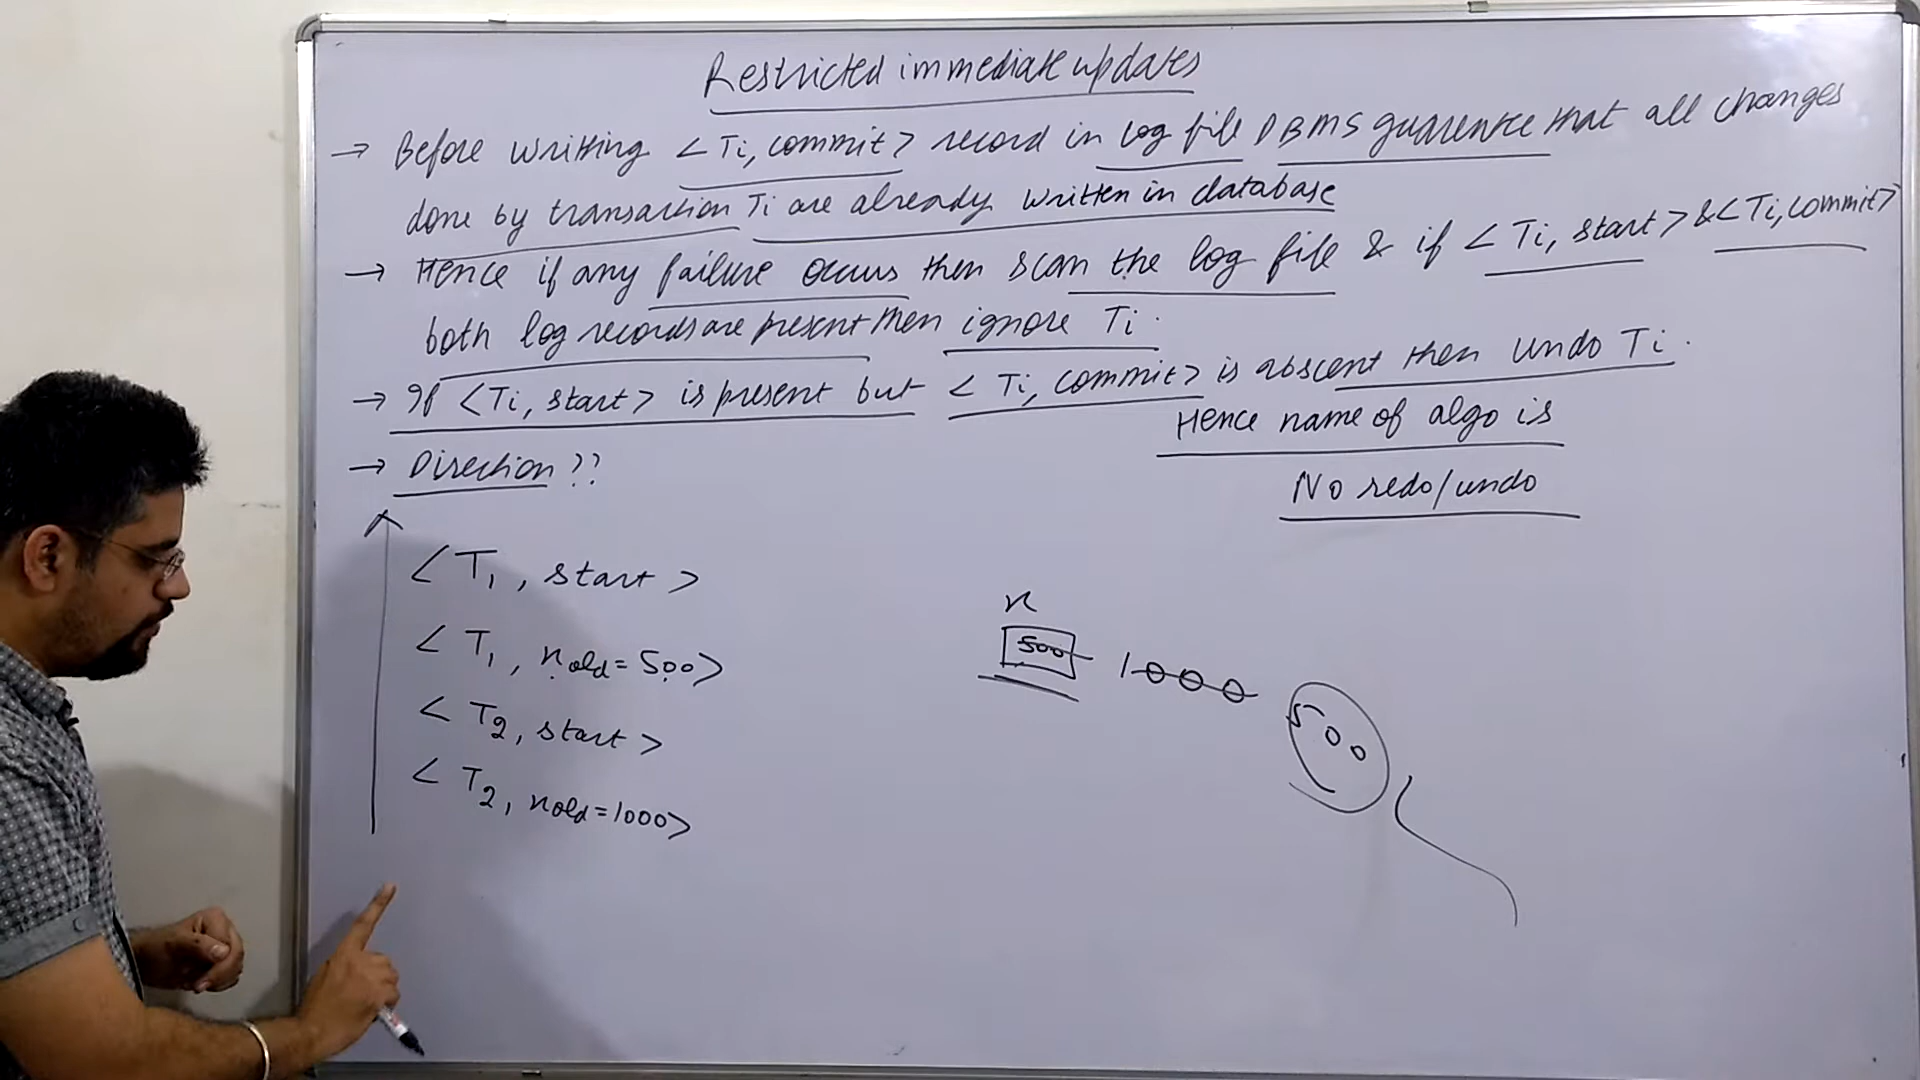 Restricted immediate updates
→ Before writting <Ti, commit> record in log file DBMS guarentee that all changes
done by transaction Ti are already written in database
→ Hence if any failure occurs then scan the log file & if <Ti, start> & <Ti, commit>
both log records are present then ignore Ti.
→ If <Ti, start> is present but <Ti, commit> is abscent then undo Ti.
Hence name of algo is
No redo/undo
→ Direction ??
<T1, start>
<T1, xold=500>
<T2, start>
<T2, xold=1000>
x
500 1000 500